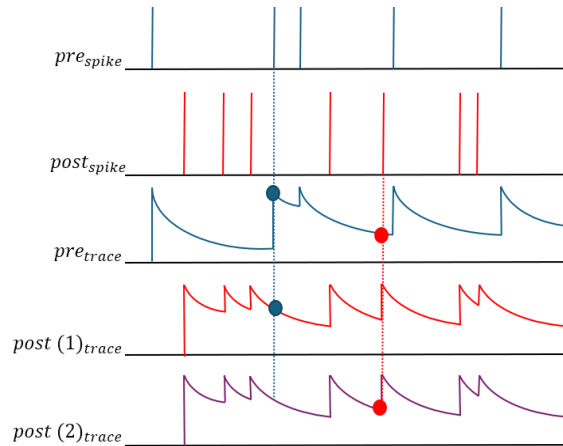 pre_spike
post_spike
pre_trace
post (1)_trace
post (2)_trace